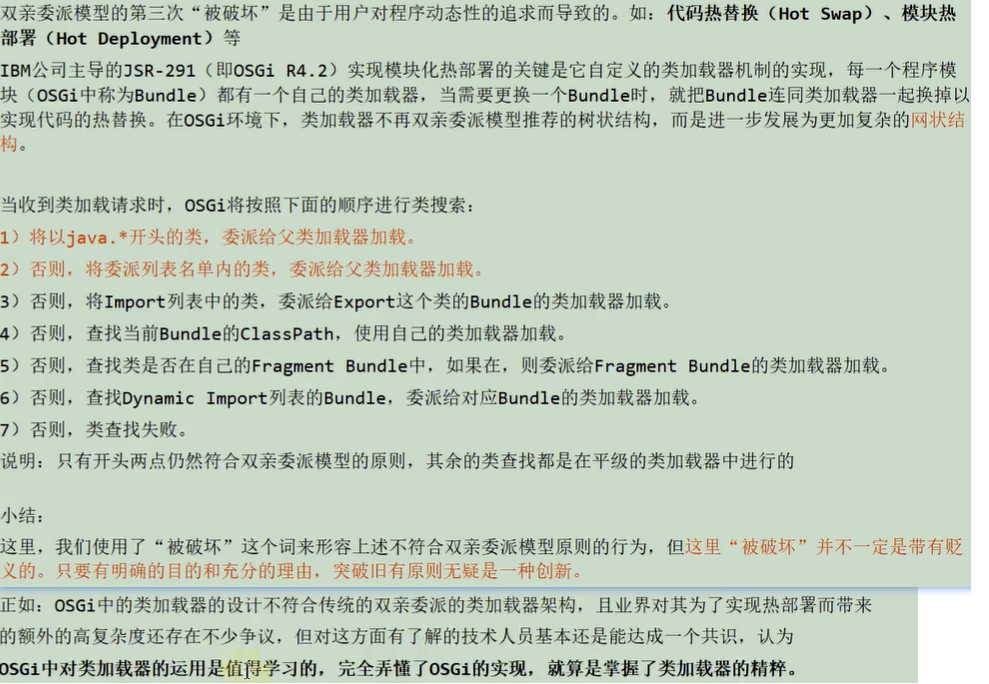 双亲委派模型的第三次“被破坏”是由于用户对程序动态性的追求而导致的。如：代码热替换（Hot Swap）、模块热
部署（Hot Deployment）等
IBM公司主导的JSR-291（即OSGi R4.2）实现模块化热部署的关键是它自定义的类加载器机制的实现，每一个程序模
块（OSGi中称为Bundle）都有一个自己的类加载器，当需要更换一个Bundle时，就把Bundle连同类加载器一起换掉以
实现代码的热替换。在OSGi环境下，类加载器不再双亲委派模型推荐的树状结构，而是进一步发展为更加复杂的网状结
构。
当收到类加载请求时，OSGi将按照下面的顺序进行类搜索：
1）将以java.*开头的类，委派给父类加载器加载。
2）否则，将委派列表名单内的类，委派给父类加载器加载。
3）否则，将Import列表中的类，委派给Export这个类的Bundle的类加载器加载。
4）否则，查找当前Bundle的ClassPath，使用自己的类加载器加载。
5）否则，查找类是否在自己的Fragment Bundle中，如果在，则委派给Fragment Bundle的类加载器加载。
6）否则，查找Dynamic Import列表的Bundle，委派给对应Bundle的类加载器加载。
7）否则，类查找失败。
说明：只有开头两点仍然符合双亲委派模型的原则，其余的类查找都是在平级的类加载器中进行的
小结：
这里，我们使用了“被破坏”这个词来形容上述不符合双亲委派模型原则的行为，但这里“被破坏”并不一定是带有贬
义的。只要有明确的目的和充分的理由，突破旧有原则无疑是一种创新。
正如：OSGi中的类加载器的设计不符合传统的双亲委派的类加载器架构，且业界对其为了实现热部署而带来
的额外的高复杂度还存在不少争议，但对这方面有了解的技术人员基本还是能达成一个共识，认为
OSGi中对类加载器的运用是值得学习的，完全弄懂了OSGi的实现，就算是掌握了类加载器的精粹。